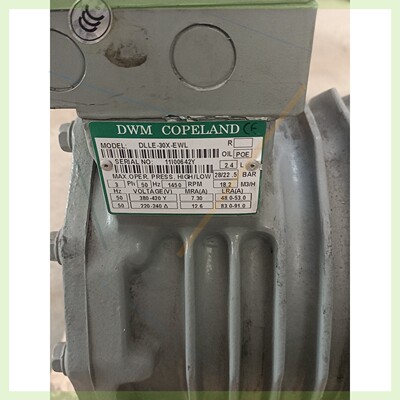 DWM COPELAND CE
MODEL: DLLE-30X-EWL R
SERIAL NO: 11I00642Y OIL POE
2.4 L
MAX.OPER. PRESS. HIGH/LOW 28/22.5 BAR
3 Ph 50 Hz 1450 RPM 18.2 M3/H
Hz VOLTAGE(V) MRA(A) LRA(A)
50 380-420 Y 7.30 48.0-53.0
50 220-240 Δ 12.6 83.0-91.0